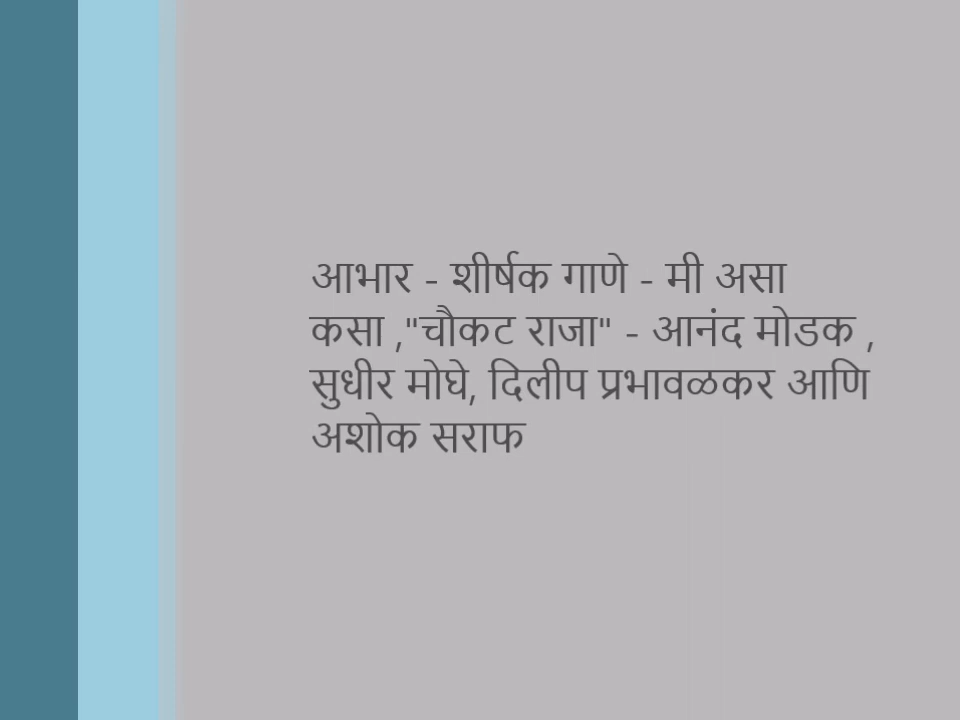 आभार - शीर्षक गाणे - मी असा
कसा ,"चौकट राजा" - आनंद मोडक ,
सुधीर मोघे, दिलीप प्रभावळकर आणि
अशोक सराफ